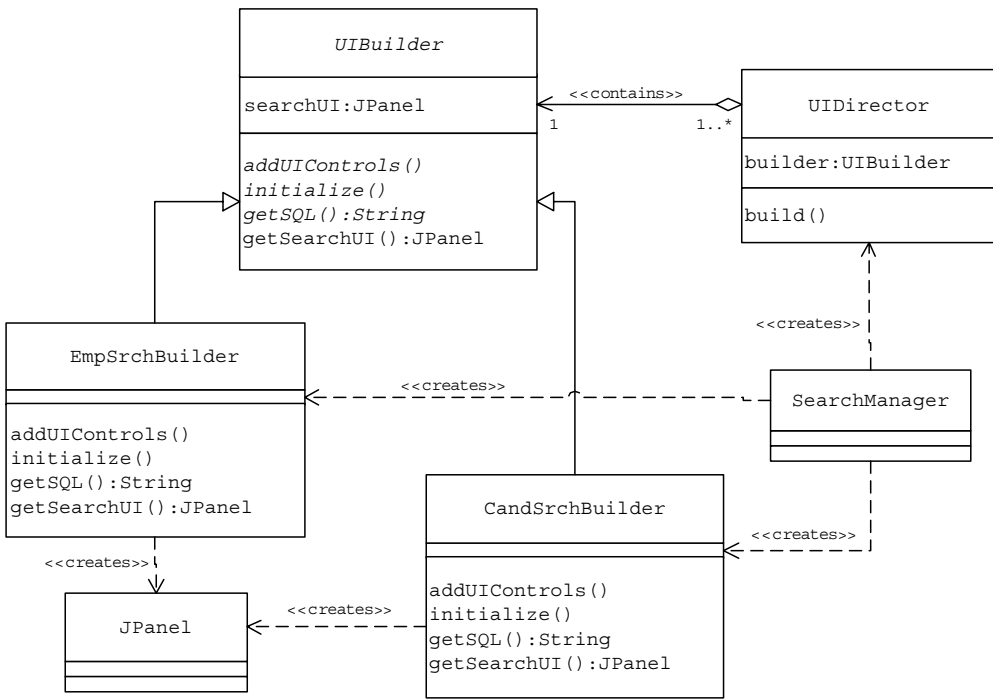 UIBuilder
searchUI:JPanel
addUIControls()
initialize()
getSQL():String
getSearchUI():JPanel
<<contains>>
1
1..*
UIDirector
builder:UIBuilder
build()
<<creates>>
EmpSrchBuilder
addUIControls()
initialize()
getSQL():String
getSearchUI():JPanel
<<creates>>
SearchManager
CandSrchBuilder
addUIControls()
initialize()
getSQL():String
getSearchUI():JPanel
<<creates>>
<<creates>>
JPanel
<<creates>>